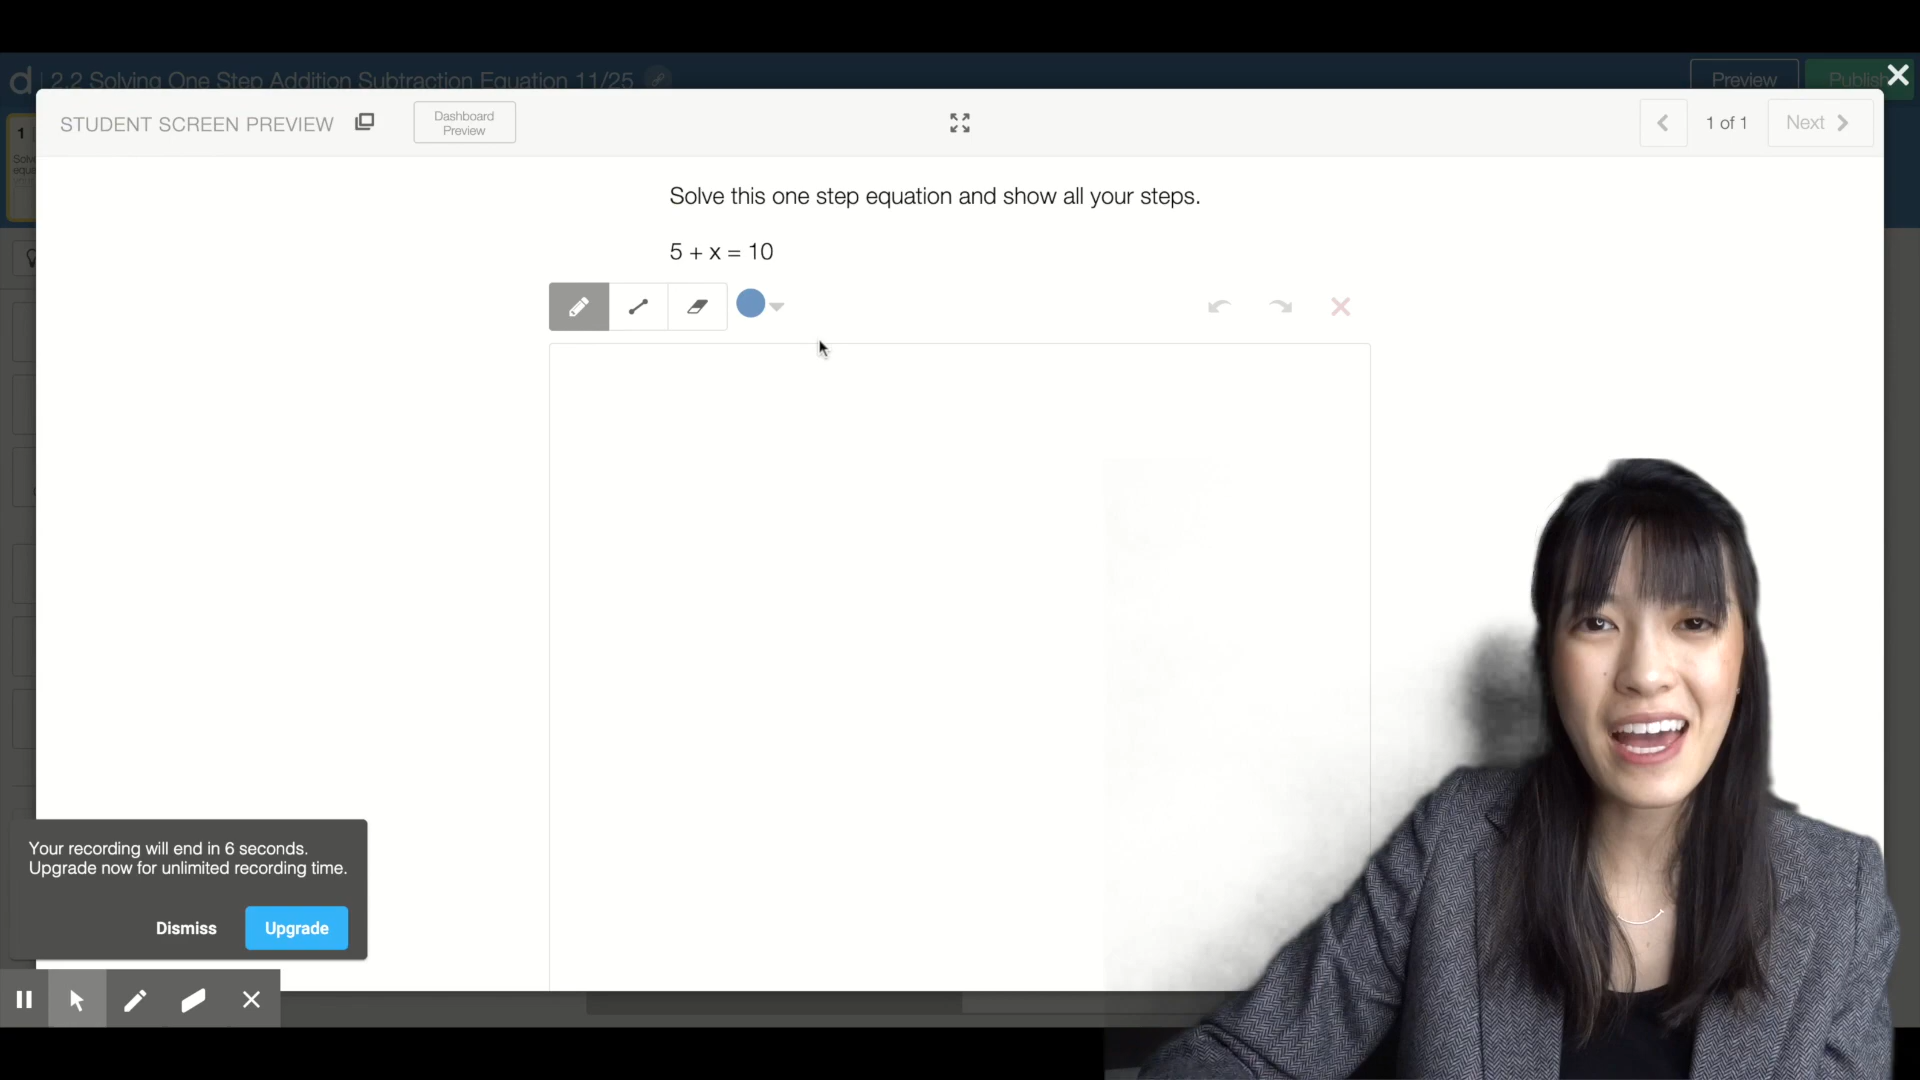 d | 2.2 Solving One Step Addition Subtraction Equation 11/25
Preview
Publish
STUDENT SCREEN PREVIEW
Dashboard
Preview
1 of 1
Next
1
Solve this one step equation and show all your steps.
5 + x = 10
Your recording will end in 6 seconds.
Upgrade now for unlimited recording time.
Dismiss
Upgrade